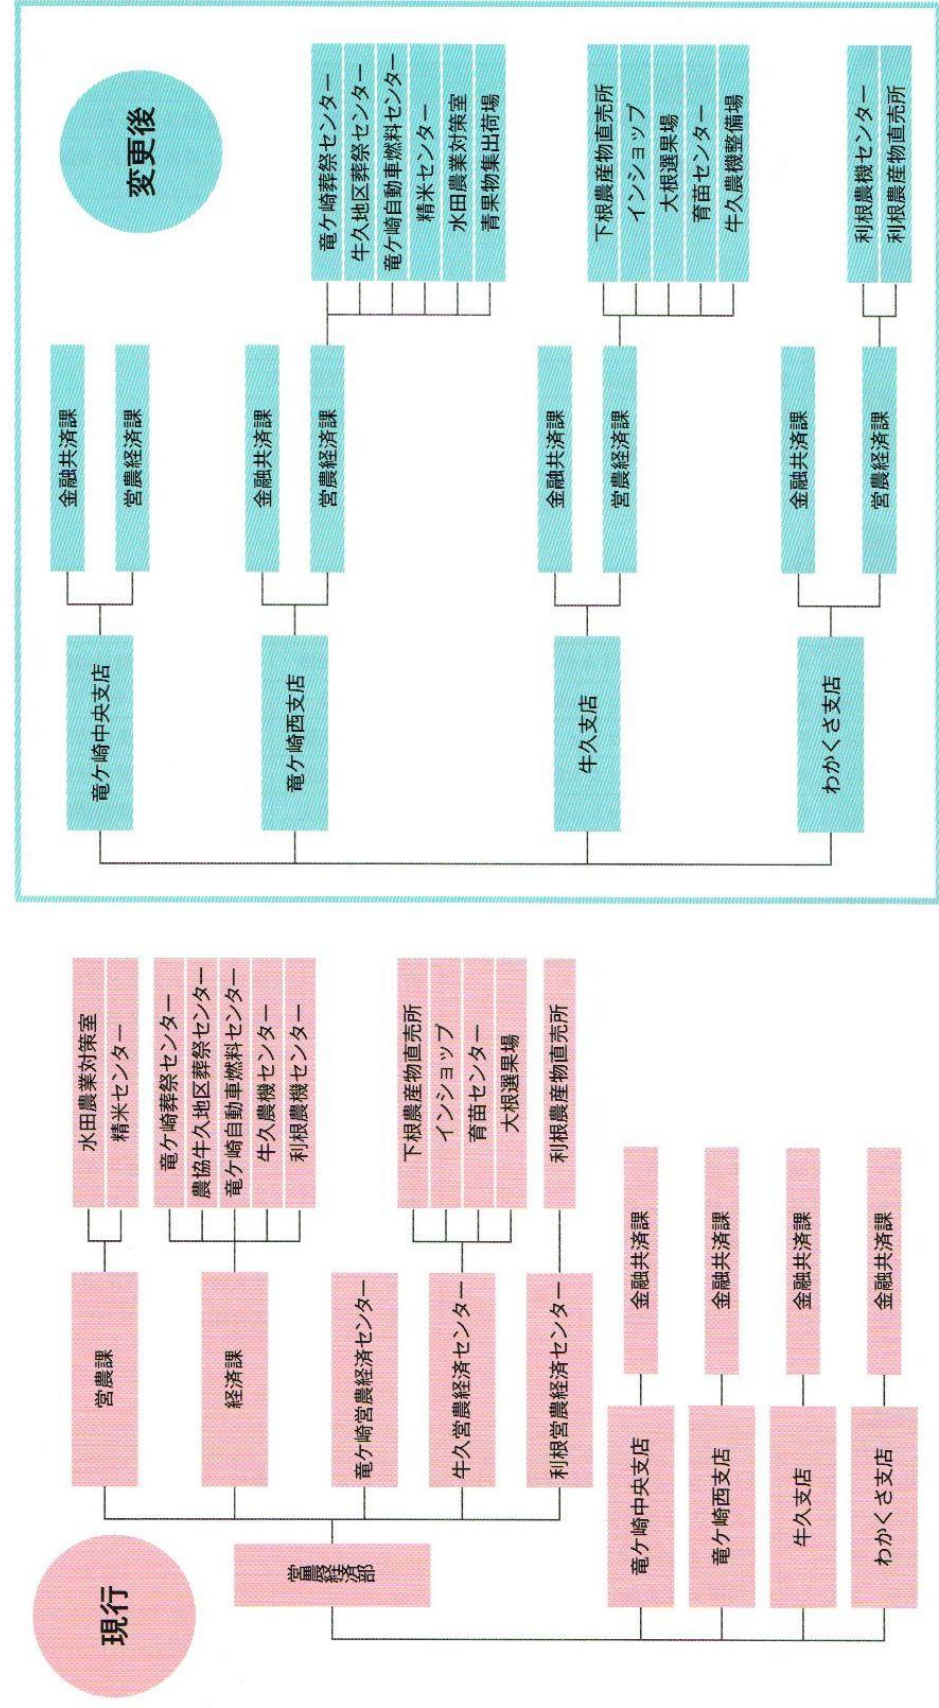 現行
営農経済部
営農課
水田農業対策室
精米センター
経済課
竜ケ崎葬祭センター
農協牛久地区葬祭センター
竜ケ崎自動車燃料センター
牛久農機センター
利根農機センター
竜ケ崎営農経済センター
牛久営農経済センター
下根農産物直売所
インショップ
育苗センター
大根選果場
利根営農経済センター
利根農産物直売所
竜ケ崎中央支店
金融共済課
竜ケ崎西支店
金融共済課
牛久支店
金融共済課
わかくさ支店
金融共済課
変更後
竜ケ崎中央支店
金融共済課
営農経済課
竜ケ崎西支店
金融共済課
営農経済課
竜ケ崎葬祭センター
牛久地区葬祭センター
竜ケ崎自動車燃料センター
精米センター
水田農業対策室
青果物集出荷場
牛久支店
金融共済課
営農経済課
下根農産物直売所
インショップ
大根選果場
育苗センター
牛久農機整備場
わかくさ支店
金融共済課
営農経済課
利根農機センター
利根農産物直売所